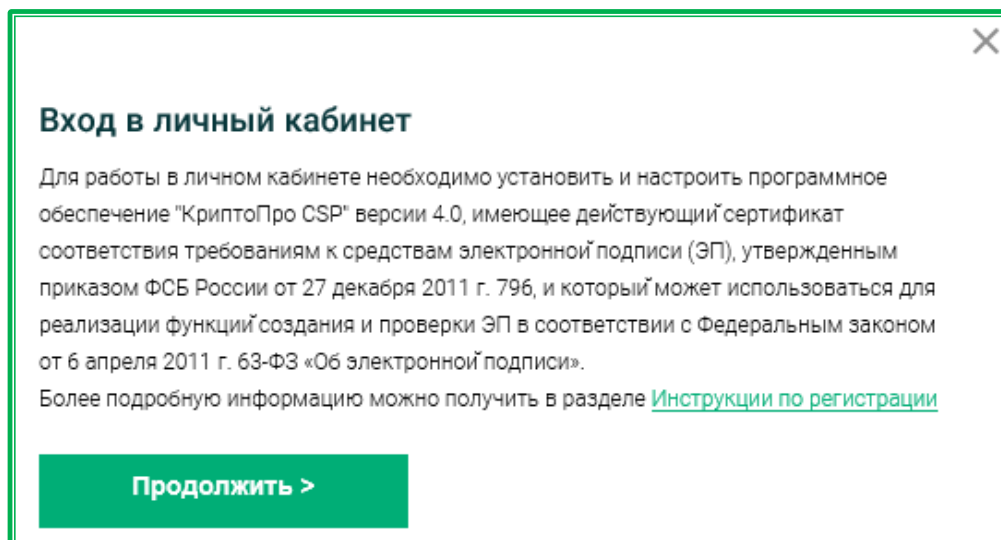 Вход в личный кабинет
Для работы в личном кабинете необходимо установить и настроить программное
обеспечение "КриптоПро CSP" версии 4.0, имеющее действующий сертификат
соответствия требованиям к средствам электронной подписи (ЭП), утвержденным
приказом ФСБ России от 27 декабря 2011 г. 796, и который может использоваться для
реализации функций создания и проверки ЭП в соответствии с Федеральным законом
от 6 апреля 2011 г. 63-ФЗ «Об электронной подписи».
Более подробную информацию можно получить в разделе Инструкции по регистрации
Продолжить >